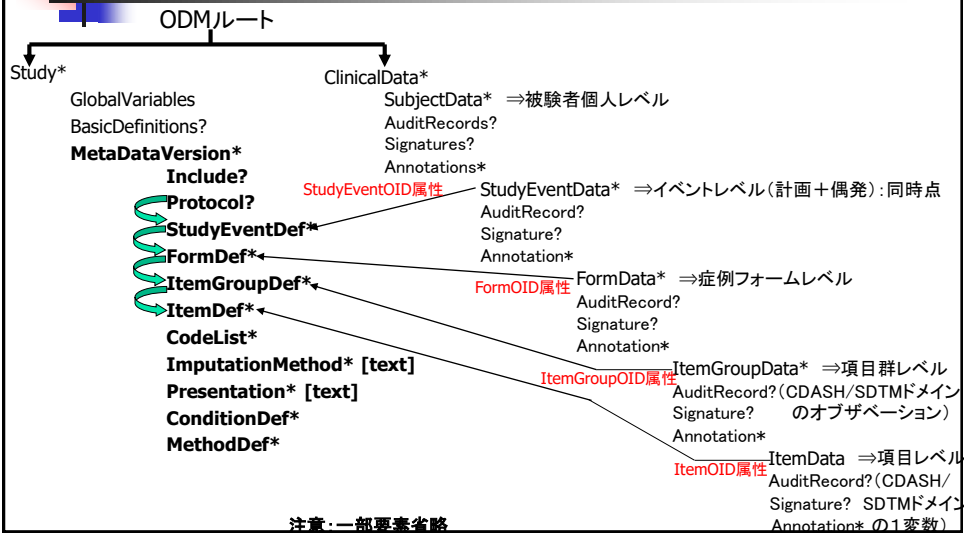 ODMルート
Study*
GlobalVariables
BasicDefinitions?
MetaDataVersion*
Include?
Protocol?
StudyEventDef*
FormDef*
ItemGroupDef*
ItemDef*
CodeList*
ImputationMethod* [text]
Presentation* [text]
ConditionDef*
MethodDef*
ClinicalData*
SubjectData* ⇒被験者個人レベル
AuditRecords?
Signatures?
Annotations*
StudyEventOID属性
StudyEventData* ⇒イベントレベル(計画+偶発):同時点
AuditRecord?
Signature?
Annotation*
FormOID属性
FormData* ⇒症例フォームレベル
AuditRecord?
Signature?
Annotation*
ItemGroupOID属性
ItemGroupData* ⇒項目群レベル
AuditRecord?(CDASH/SDTMドメイン
Signature? のオブザベーション)
Annotation*
ItemOID属性
ItemData ⇒項目レベル
AuditRecord?(CDASH/
Signature? SDTMドメイン
Annotation* の1変数)
注意:一部要素省略